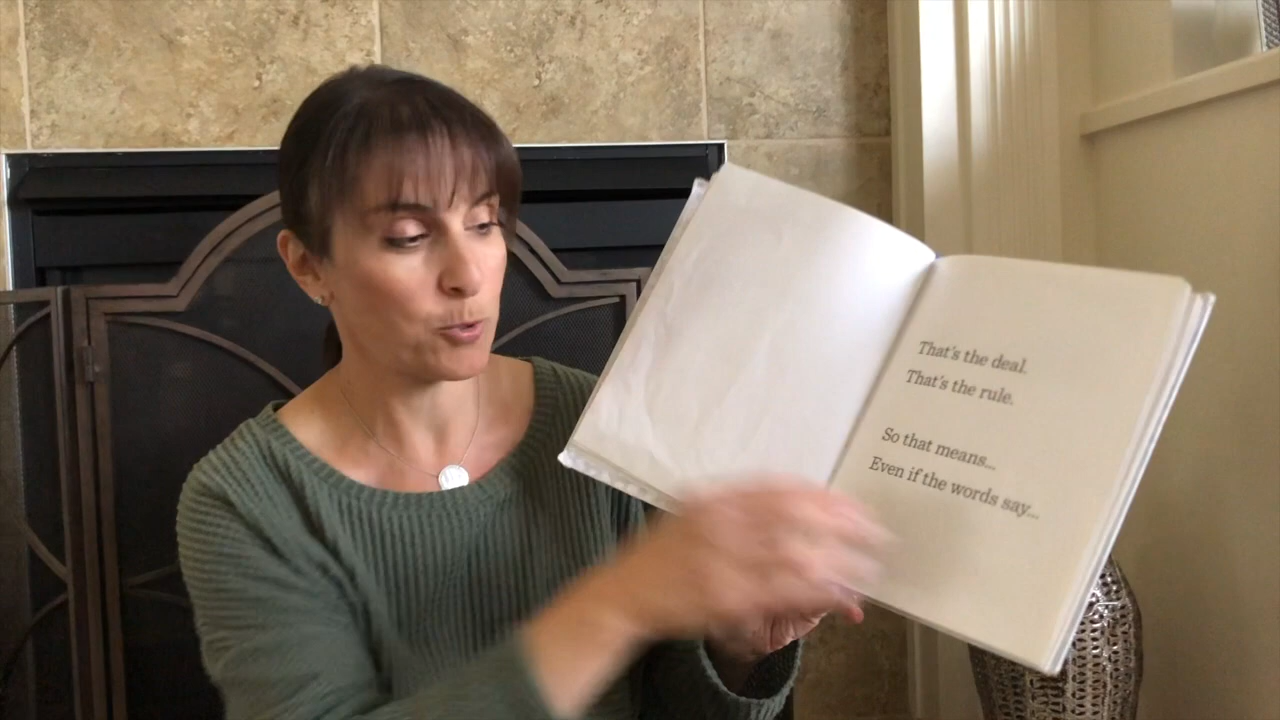 That's the deal.
That's the rule.
So that means...
Even if the words say...